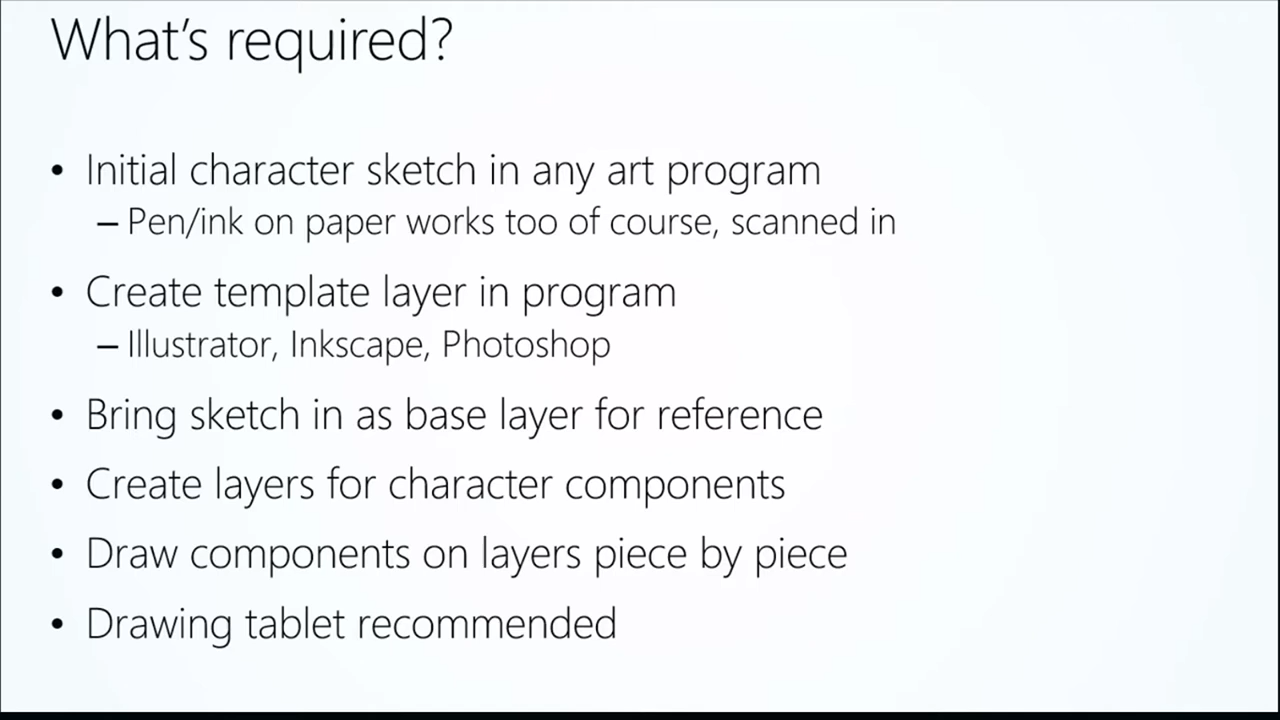 What's required?
• Initial character sketch in any art program
– Pen/ink on paper works too of course, scanned in
• Create template layer in program
– Illustrator, Inkscape, Photoshop
• Bring sketch in as base layer for reference
• Create layers for character components
• Draw components on layers piece by piece
• Drawing tablet recommended